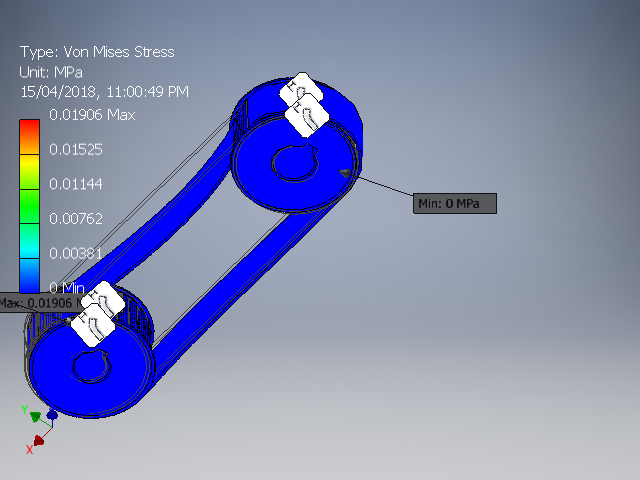 Type: Von Mises Stress
Unit: MPa
15/04/2018, 11:00:49 PM
0.01906 Max
0.01525
0.01144
0.00762
0.00381
0 Min
Min: 0 MPa
Max: 0.01906
Y
X